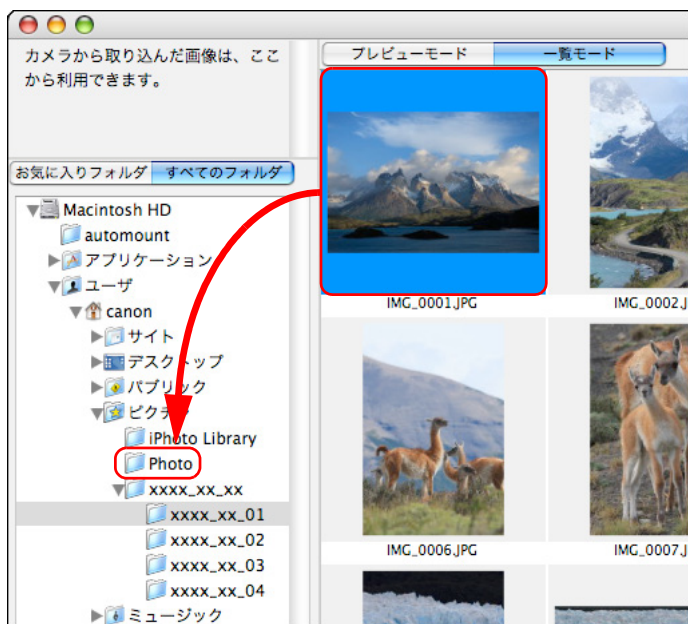 カメラから取り込んだ画像は、ここ
から利用できます。
プレビューモード 一覧モード
お気に入りフォルダ すべてのフォルダ
Macintosh HD
automount
アプリケーション
ユーザ
canon
サイト
デスクトップ
パブリック
ピクチャ
iPhoto Library
Photo
xxxx_xx_xx
xxxx_xx_01
xxxx_xx_02
xxxx_xx_03
xxxx_xx_04
ミュージック
IMG_0001.JPG
IMG_0002.J
IMG_0006.JPG
IMG_0007.J